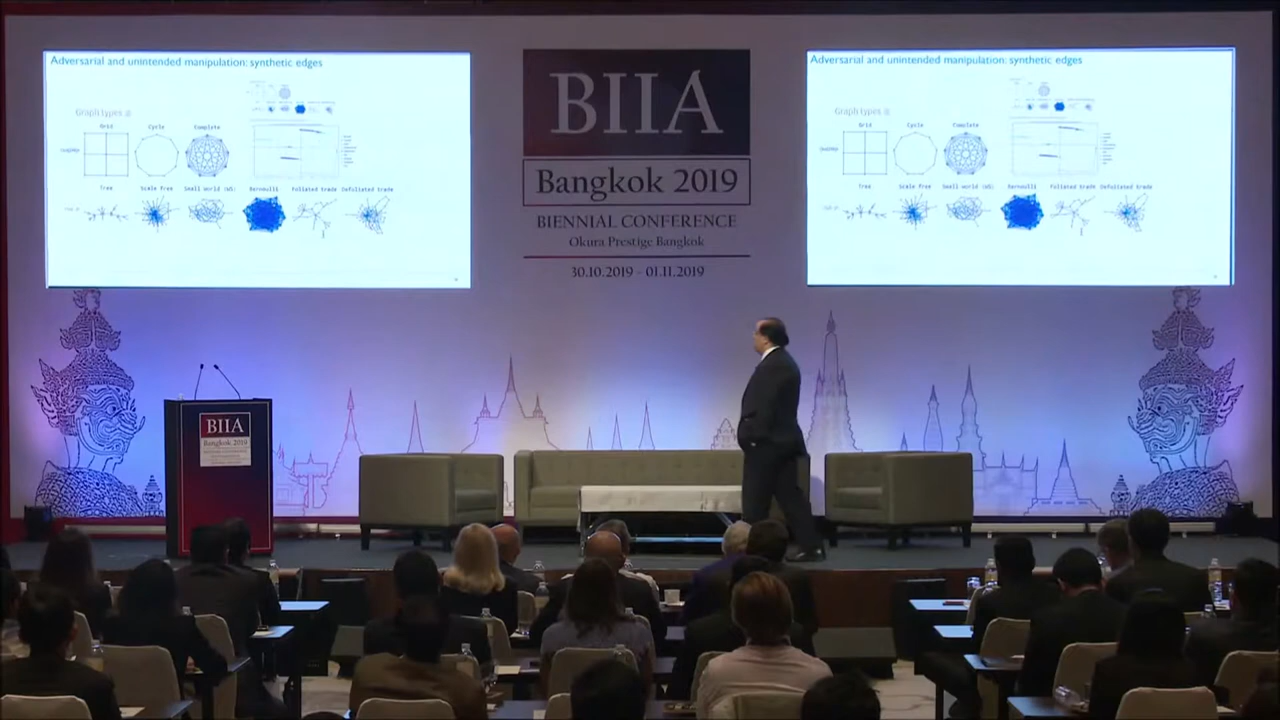 Adversarial and unintended manipulation: synthetic edges
Graph types
Grid Cycle Complete
Tree Scale free Small world (WS) Bernoulli Foliated trade Defoliated trade
BIIA
Bangkok 2019
BIENNIAL CONFERENCE
Okura Prestige Bangkok
30.10.2019 - 01.11.2019
Adversarial and unintended manipulation: synthetic edges
Graph types
Grid Cycle Complete
Tree Scale free Small world (WS) Bernoulli Foliated trade Defoliated trade
BIIA
Bangkok 2019